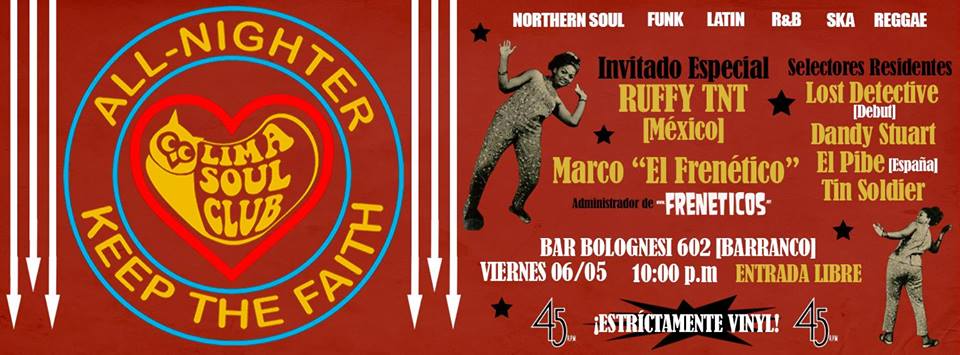 ALL-NIGHTER
LIMA
SOUL
CLUB
KEEP THE FAITH
NORTHERN SOUL FUNK LATIN R&B SKA REGGAE
Invitado Especial
RUFFY TNT
[México]
Marco "El Frenético"
Administrador de FRENETICOS
Selectores Residentes
Lost Detective
[Debut]
Dandy Stuart
El Pibe [España]
Tin Soldier
BAR BOLOGNESI 602 [BARRANCO]
VIERNES 06/05 10:00 p.m ENTRADA LIBRE
45 RPM ¡ESTRÍCTAMENTE VINYL! 45 RPM